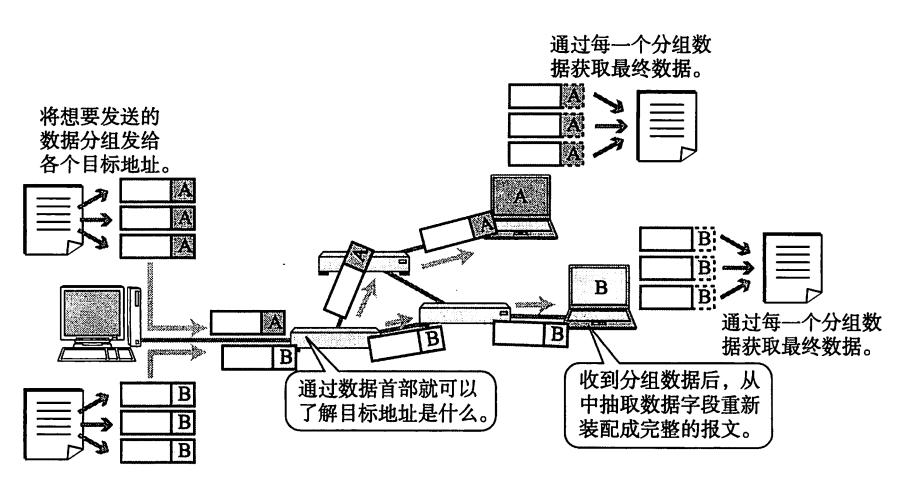 通过每一个分组数
据获取最终数据。
A
A
A
将想要发送的
数据分组发给
各个目标地址。
A
A
A
A
A
A
B
B
B
B
A
B
B
B
B
通过每一个分组数
据获取最终数据。
通过数据首部就可以
了解目标地址是什么。
收到分组数据后，从
中抽取数据字段重新
装配成完整的报文。
B
B
B